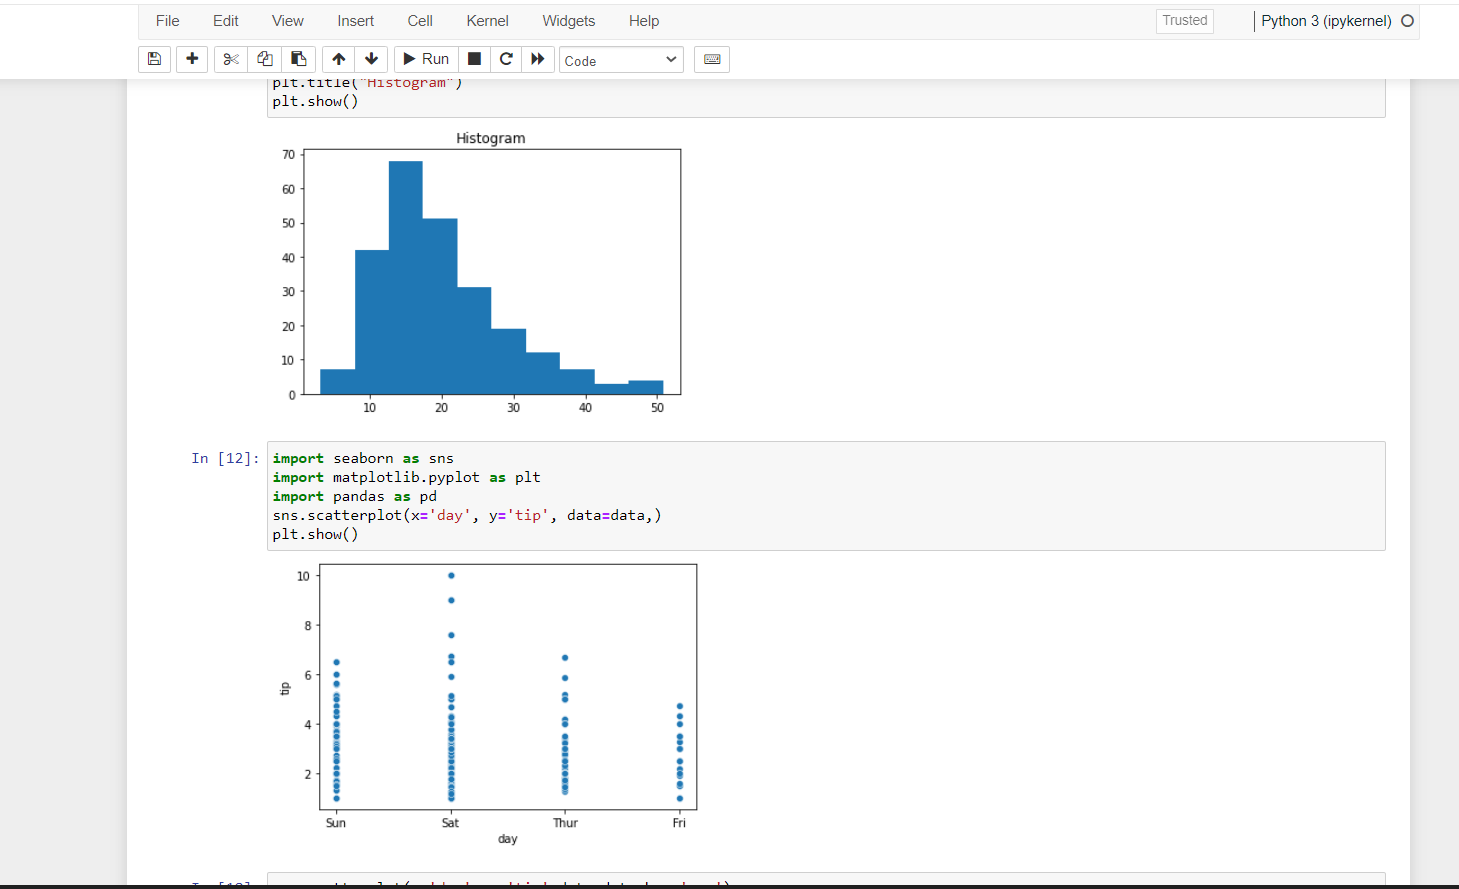 File Edit View Insert Cell Kernel Widgets Help Trusted Python 3 (ipykernel)
Run Code
plt.title("Histogram")
plt.show()
Histogram
70
60
50
40
30
20
10
0
10 20 30 40 50
In [12]:
import seaborn as sns
import matplotlib.pyplot as plt
import pandas as pd
sns.scatterplot(x='day', y='tip', data=data,)
plt.show()
10
8
6
4
2
tip
Sun Sat Thur Fri
day